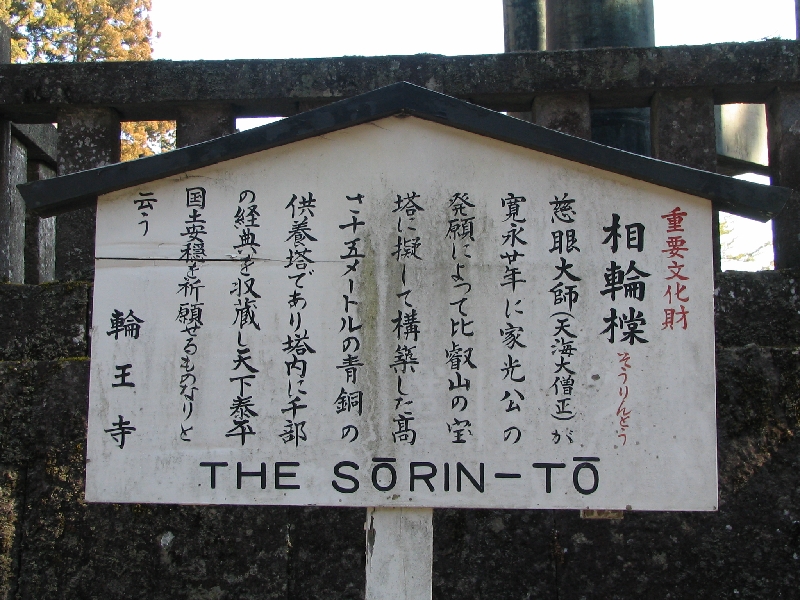 重要文化財
相輪橖 そうりんとう
慈眼大師(天海大僧正)が
寛永廿年に家光公の
発願によって比叡山の宝
塔に擬して構築した高
さ十五メートルの青銅の
供養塔であり塔内に千部
の経典を収蔵し天下泰平
国土安穏を祈願せるものなりと
云う
輪王寺
THE SŌRIN-TŌ